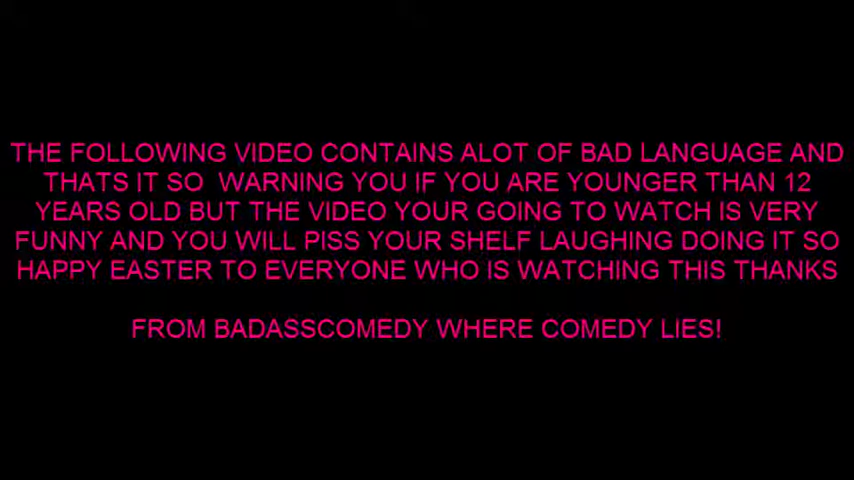 THE FOLLOWING VIDEO CONTAINS ALOT OF BAD LANGUAGE AND
THATS IT SO  WARNING YOU IF YOU ARE YOUNGER THAN 12
YEARS OLD BUT THE VIDEO YOUR GOING TO WATCH IS VERY
FUNNY AND YOU WILL PISS YOUR SHELF LAUGHING DOING IT SO
HAPPY EASTER TO EVERYONE WHO IS WATCHING THIS THANKS
FROM BADASSCOMEDY WHERE COMEDY LIES!